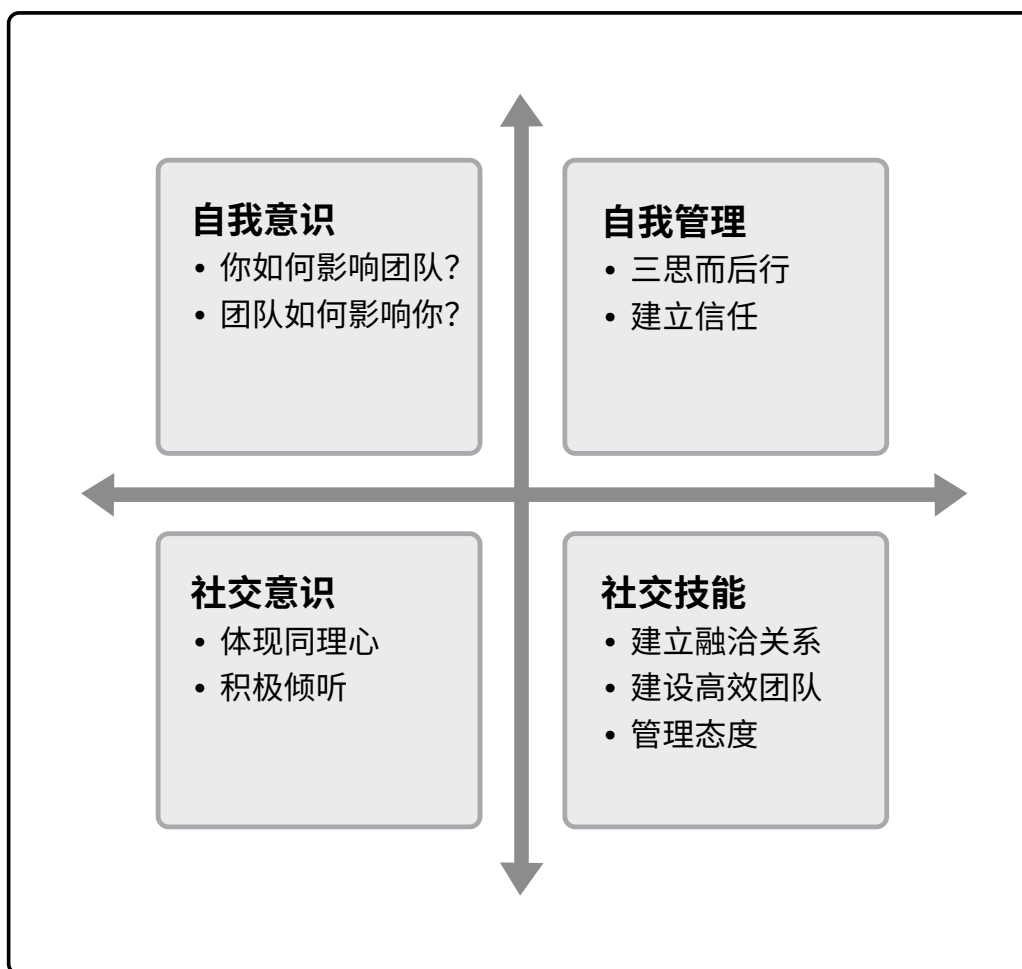 自我意识
• 你如何影响团队？
• 团队如何影响你？
自我管理
• 三思而后行
• 建立信任
社交意识
• 体现同理心
• 积极倾听
社交技能
• 建立融洽关系
• 建设高效团队
• 管理态度